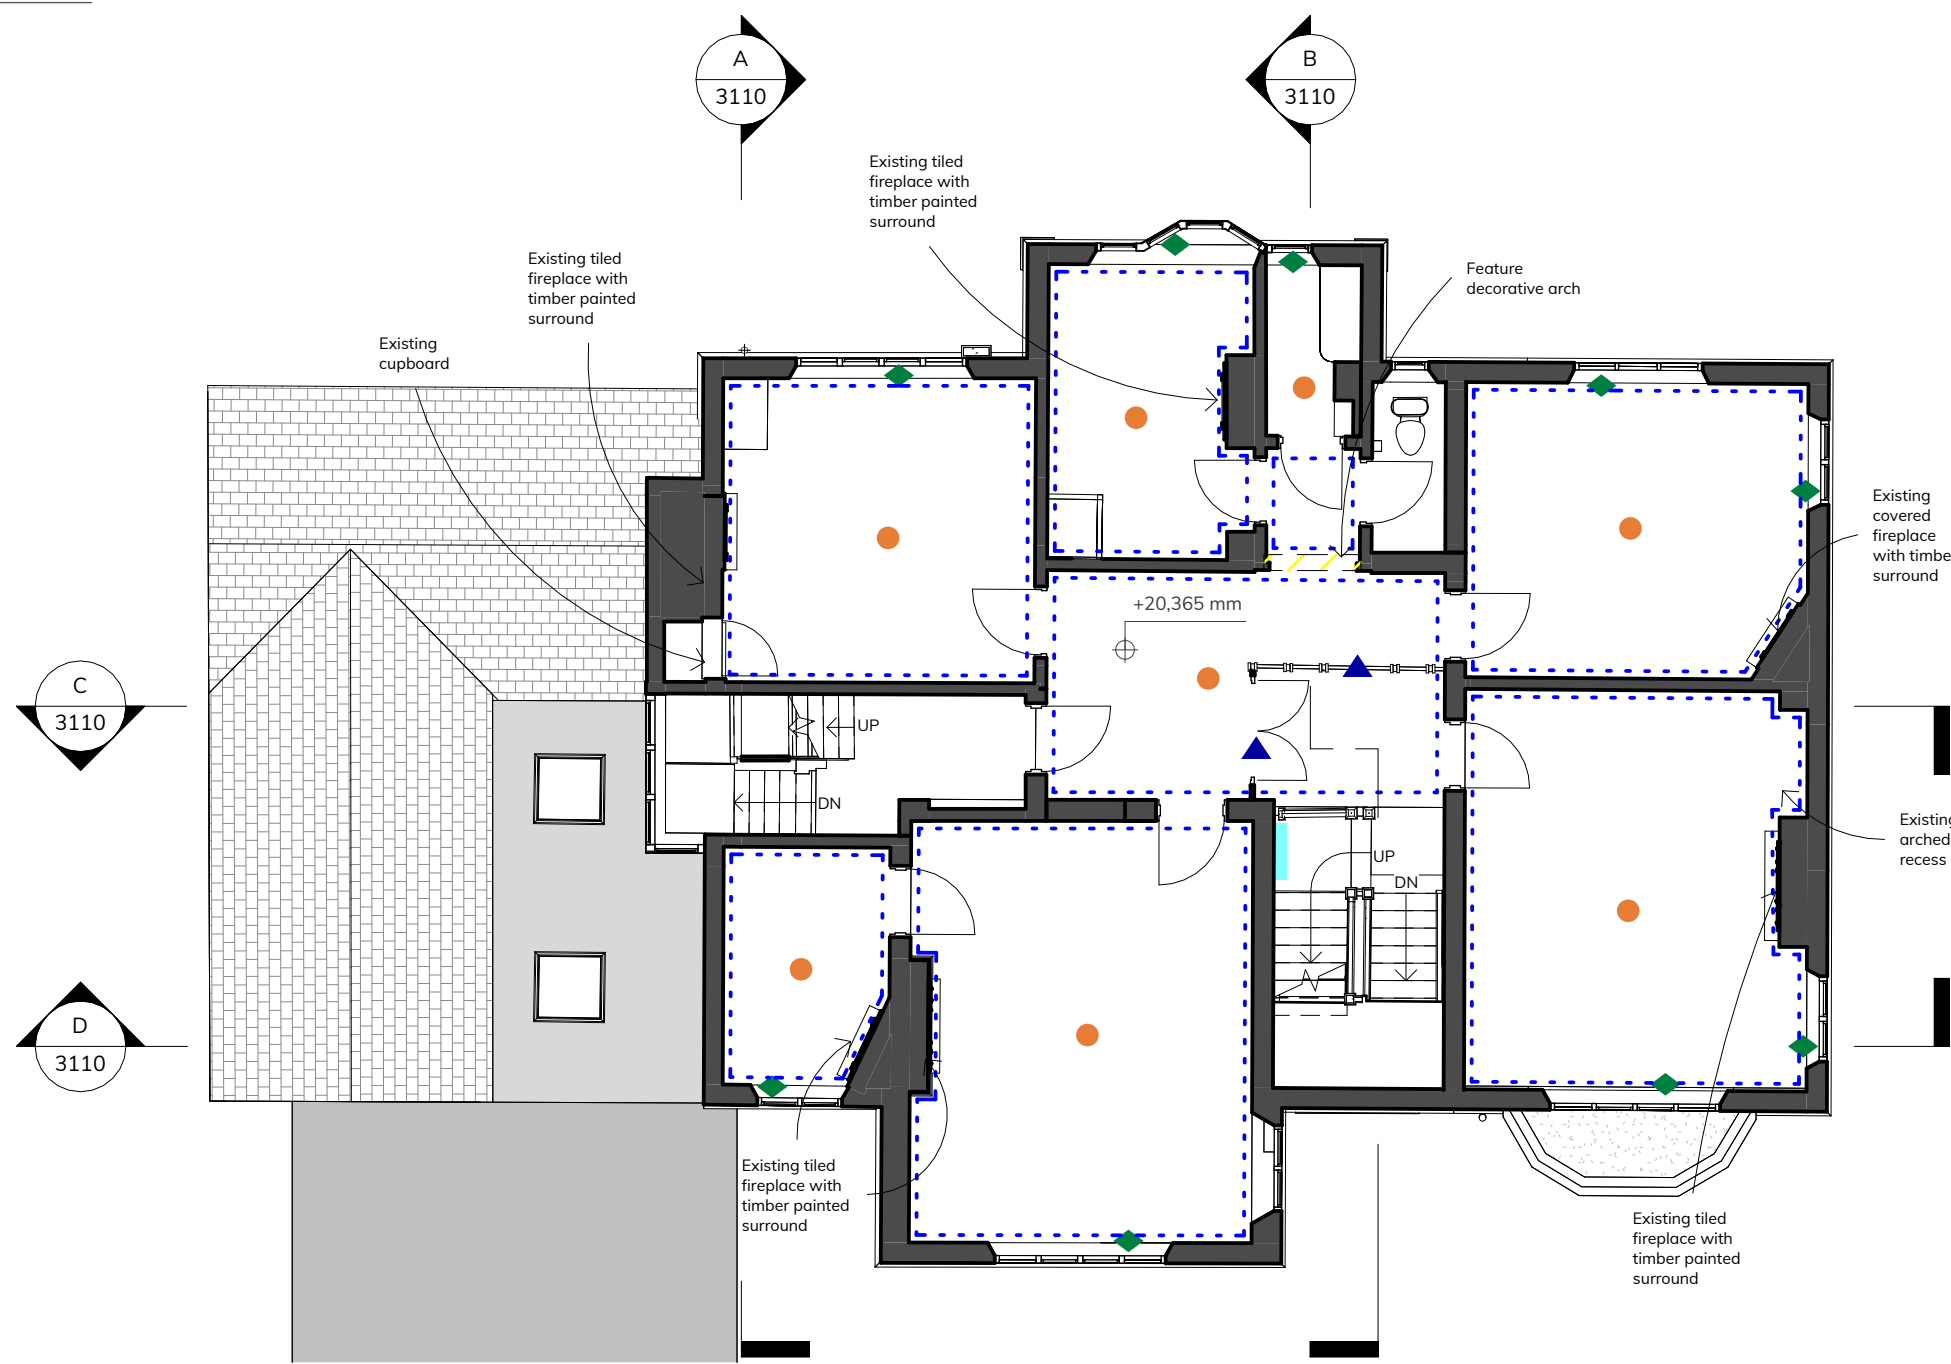 A
3110
B
3110
Existing tiled
fireplace with
timber painted
surround
Existing tiled
fireplace with
timber painted
surround
Feature
decorative arch
Existing
cupboard
Existing
covered
fireplace
with timbe
surround
+20,365 mm
C
3110
UP
DN
Existing
arched
recess
UP
DN
D
3110
Existing tiled
fireplace with
timber painted
surround
Existing tiled
fireplace with
timber painted
surround